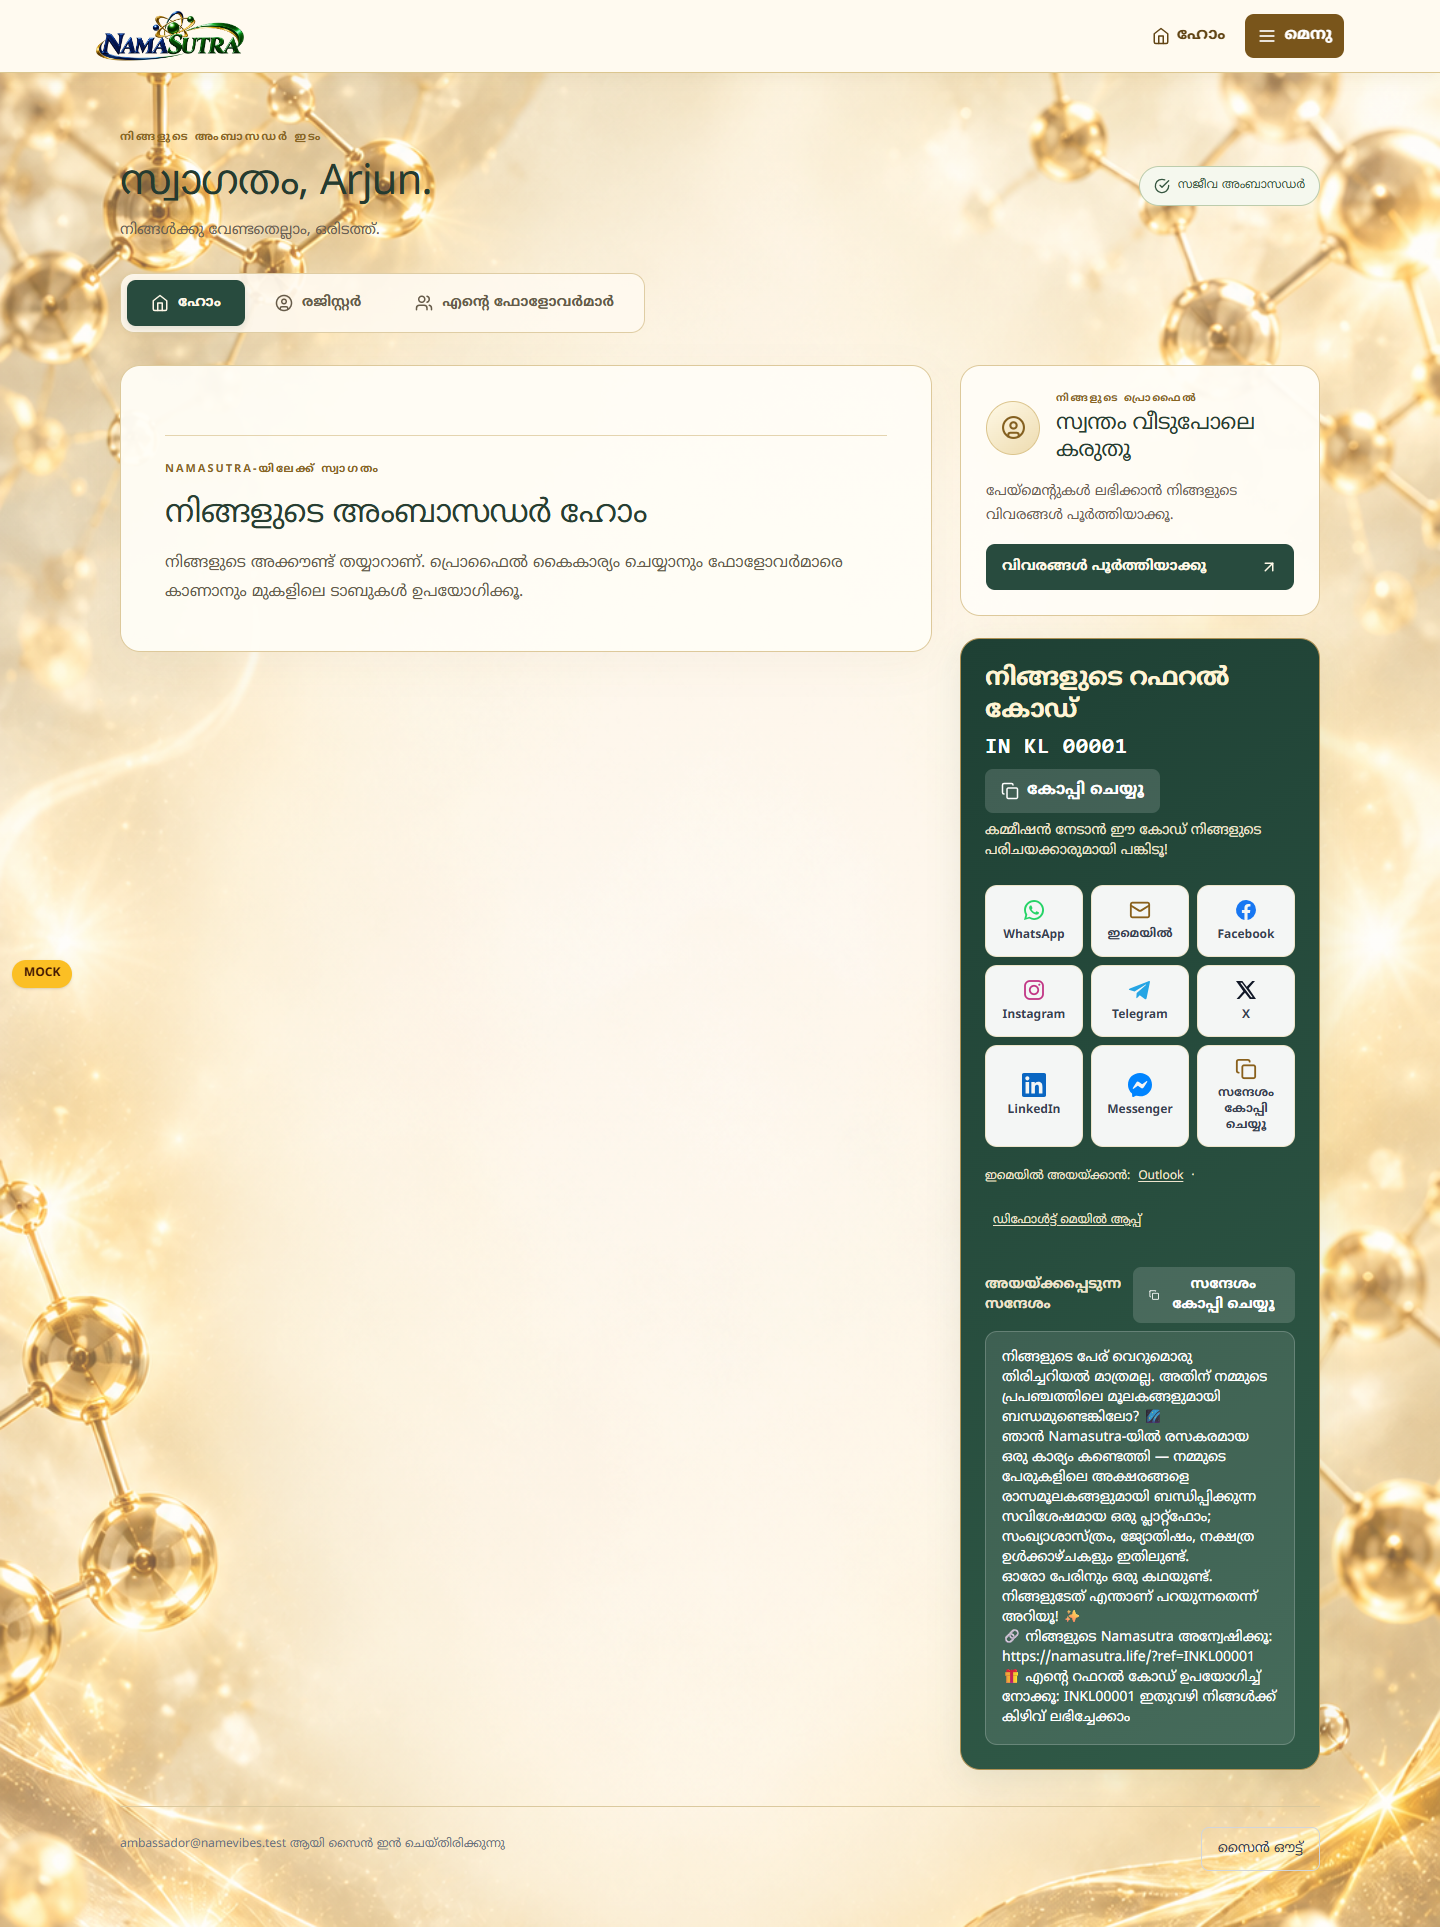 NAMASUTRA
ഹോം
മെനു
നിങ്ങളുടെ അംബാസഡർ ഇടം
സ്വാഗതം, Arjun.
നിങ്ങൾക്കു വേണ്ടതെല്ലാം, ഒരിടത്ത്.
സജീവ അംബാസഡർ
ഹോം
രജിസ്റ്റർ
എന്റെ ഫോളോവർമാർ
NAMASUTRA-യിലേക്ക് സ്വാഗതം
നിങ്ങളുടെ അംബാസഡർ ഹോം
നിങ്ങളുടെ അക്കൗണ്ട് തയ്യാറാണ്. പ്രൊഫൈൽ കൈകാര്യം ചെയ്യാനും ഫോളോവർമാരെ
കാണാനും മുകളിലെ ടാബുകൾ ഉപയോഗിക്കൂ.
നിങ്ങളുടെ പ്രൊഫൈൽ
സ്വന്തം വീടുപോലെ
കരുതൂ
പേയ്മെന്റുകൾ ലഭിക്കാൻ നിങ്ങളുടെ
വിവരങ്ങൾ പൂർത്തിയാക്കൂ.
വിവരങ്ങൾ പൂർത്തിയാക്കൂ
നിങ്ങളുടെ റഫറൽ
കോഡ്
IN KL 00001
കോപ്പി ചെയ്യൂ
കമ്മീഷൻ നേടാൻ ഈ കോഡ് നിങ്ങളുടെ
പരിചയക്കാരുമായി പങ്കിടൂ!
WhatsApp
ഇമെയിൽ
Facebook
Instagram
Telegram
X
LinkedIn
Messenger
സന്ദേശം
കോപ്പി
ചെയ്യൂ
ഇമെയിൽ അയയ്ക്കാൻ: Outlook ·
ഡിഫോൾട്ട് മെയിൽ ആപ്പ്
അയയ്ക്കപ്പെടുന്ന
സന്ദേശം
സന്ദേശം
കോപ്പി ചെയ്യൂ
നിങ്ങളുടെ പേര് വെറുമൊരു
തിരിച്ചറിയൽ മാത്രമല്ല. അതിന് നമ്മുടെ
പ്രപഞ്ചത്തിലെ മൂലകങ്ങളുമായി
ബന്ധമുണ്ടെങ്കിലോ? 🌌
ഞാൻ Namasutra-യിൽ രസകരമായ
ഒരു കാര്യം കണ്ടെത്തി — നമ്മുടെ
പേരുകളിലെ അക്ഷരങ്ങളെ
രാസമൂലകങ്ങളുമായി ബന്ധിപ്പിക്കുന്ന
സവിശേഷമായ ഒരു പ്ലാറ്റ്ഫോം;
സംഖ്യാശാസ്ത്രം, ജ്യോതിഷം, നക്ഷത്ര
ഉൾക്കാഴ്ചകളും ഇതിലുണ്ട്.
ഓരോ പേരിനും ഒരു കഥയുണ്ട്.
നിങ്ങളുടേത് എന്താണ് പറയുന്നതെന്ന്
അറിയൂ! ✨
🔗 നിങ്ങളുടെ Namasutra അന്വേഷിക്കൂ:
https://namasutra.life/?ref=INKL00001
🎁 എന്റെ റഫറൽ കോഡ് ഉപയോഗിച്ച്
നോക്കൂ: INKL00001 ഇതുവഴി നിങ്ങൾക്ക്
കിഴിവ് ലഭിച്ചേക്കാം
MOCK
ambassador@namevibes.test ആയി സൈൻ ഇൻ ചെയ്തിരിക്കുന്നു
സൈൻ ഔട്ട്